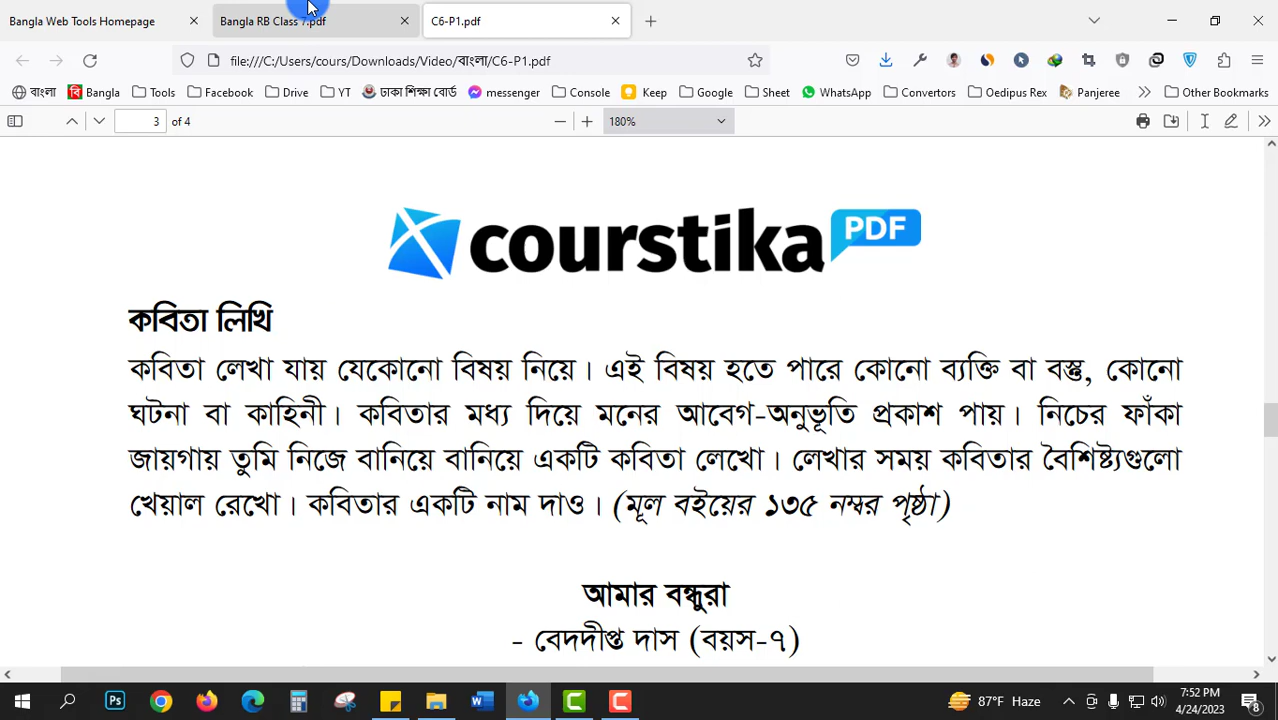 Bangla Web Tools Homepage
Bangla RB Class 7.pdf
C6-P1.pdf
file:///C:/Users/cours/Downloads/Video/বাংলা/C6-P1.pdf
বাংলা
Bangla
Tools
Facebook
Drive
YT
ঢাকা শিক্ষা বোর্ড
messenger
Console
Keep
Google
Sheet
WhatsApp
Convertors
Oedipus Rex
Panjeree
Other Bookmarks
3 of 4
180%
courstika PDF
কবিতা লিখি
কবিতা লেখা যায় যেকোনো বিষয় নিয়ে। এই বিষয় হতে পারে কোনো ব্যক্তি বা বস্তু, কোনো
ঘটনা বা কাহিনী। কবিতার মধ্য দিয়ে মনের আবেগ-অনুভূতি প্রকাশ পায়। নিচের ফাঁকা
জায়গায় তুমি নিজে বানিয়ে বানিয়ে একটি কবিতা লেখো। লেখার সময় কবিতার বৈশিষ্ট্যগুলো
খেয়াল রেখো। কবিতার একটি নাম দাও। (মূল বইয়ের ১৩৫ নম্বর পৃষ্ঠা)
আমার বন্ধুরা
- বেদদীপ্ত দাস (বয়স-৭)
Ps
87°F Haze
7:52 PM
4/24/2023
8